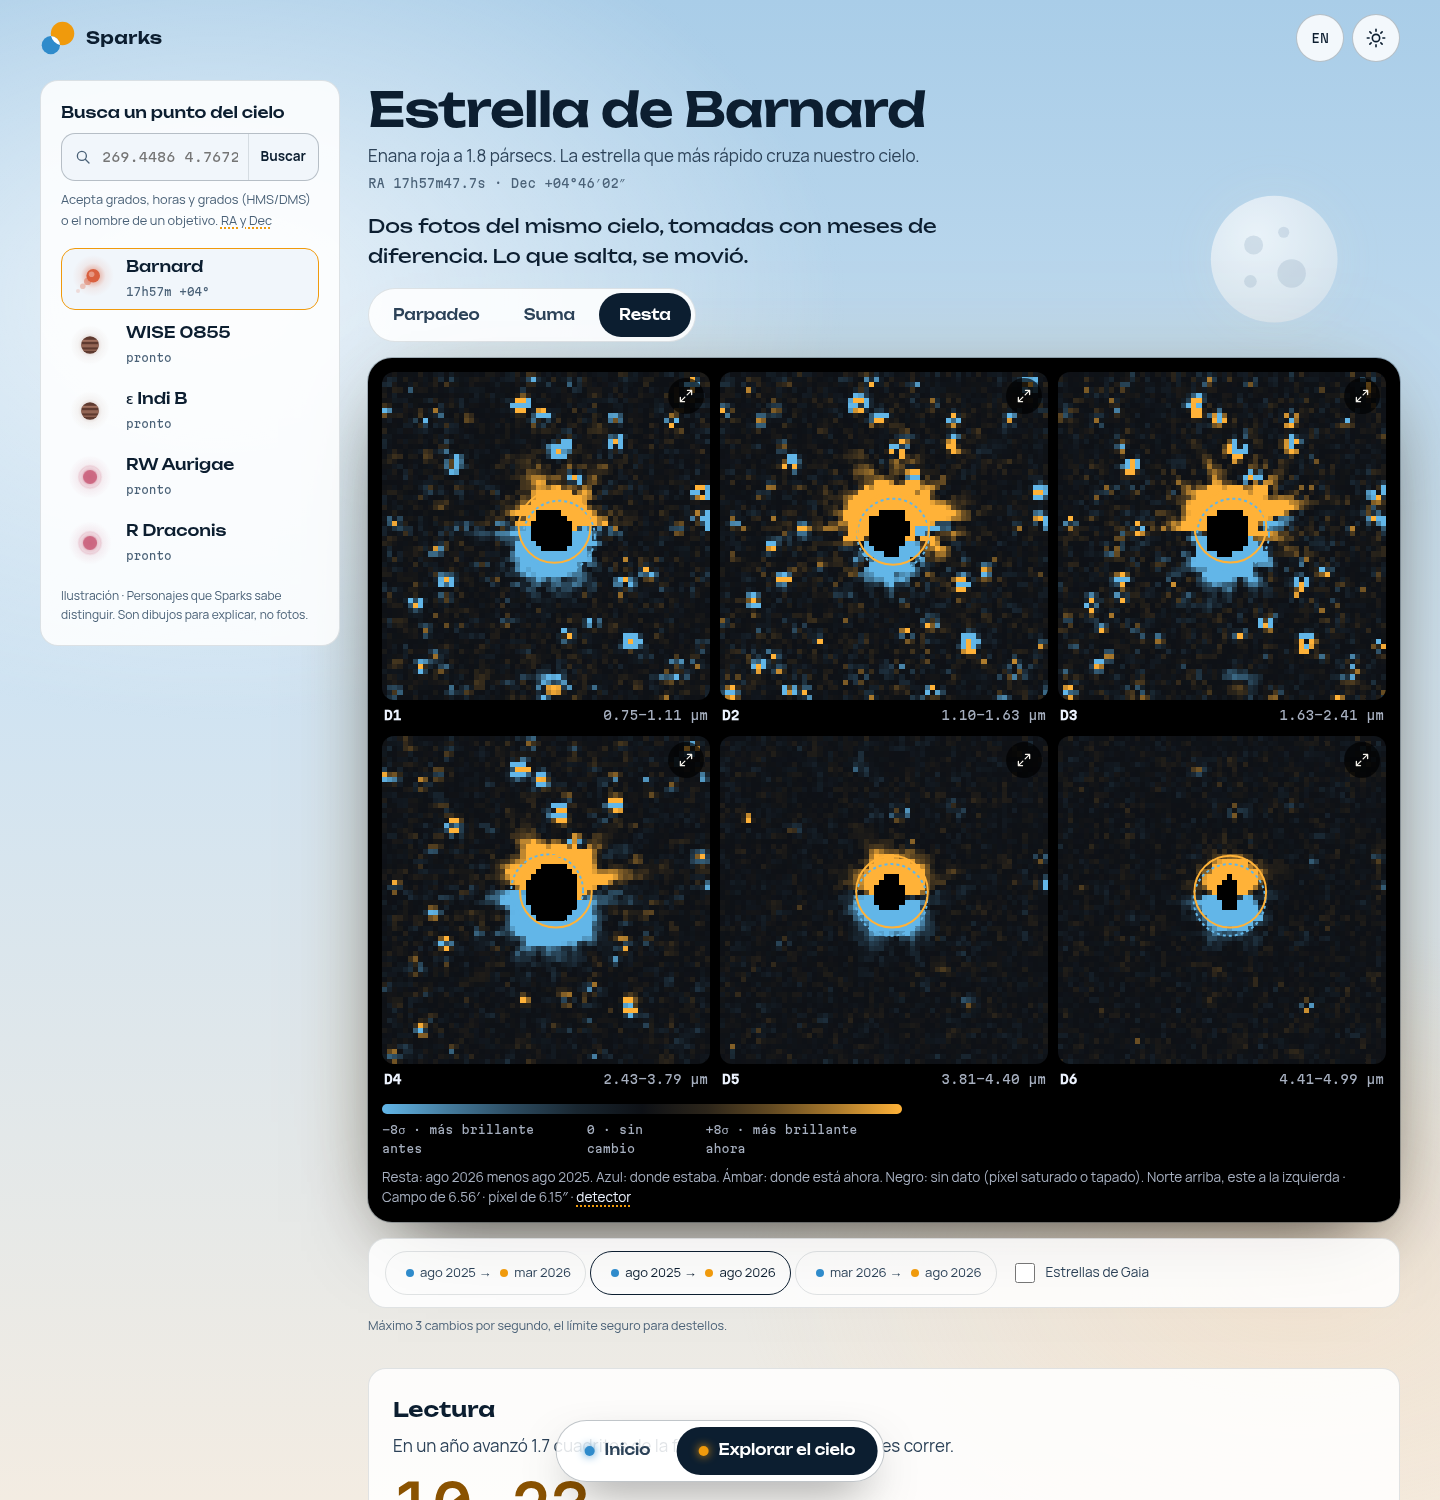 Sparks
EN
Busca un punto del cielo
269.4486 4.7672
Buscar
Acepta grados, horas y grados (HMS/DMS)
o el nombre de un objetivo. RA y Dec
Barnard
17h57m +04°
WISE 0855
pronto
ε Indi B
pronto
RW Aurigae
pronto
R Draconis
pronto
Ilustración · Personajes que Sparks sabe
distinguir. Son dibujos para explicar, no fotos.
Estrella de Barnard
Enana roja a 1.8 pársecs. La estrella que más rápido cruza nuestro cielo.
RA 17h57m47.7s · Dec +04°46′02″
Dos fotos del mismo cielo, tomadas con meses de
diferencia. Lo que salta, se movió.
Parpadeo
Suma
Resta
D1 0.75–1.11 µm
D2 1.10–1.63 µm
D3 1.63–2.41 µm
D4 2.43–3.79 µm
D5 3.81–4.40 µm
D6 4.41–4.99 µm
−8σ · más brillante
antes
0 · sin
cambio
+8σ · más brillante
ahora
Resta: ago 2026 menos ago 2025. Azul: donde estaba. Ámbar: donde está ahora. Negro: sin dato (píxel saturado o tapado). Norte arriba, este a la izquierda ·
Campo de 6.56′ · píxel de 6.15″ · detector
ago 2025 → mar 2026
ago 2025 → ago 2026
mar 2026 → ago 2026
Estrellas de Gaia
Máximo 3 cambios por segundo, el límite seguro para destellos.
Lectura
En un año avanzó 1.7 es correr.
Inicio
Explorar el cielo